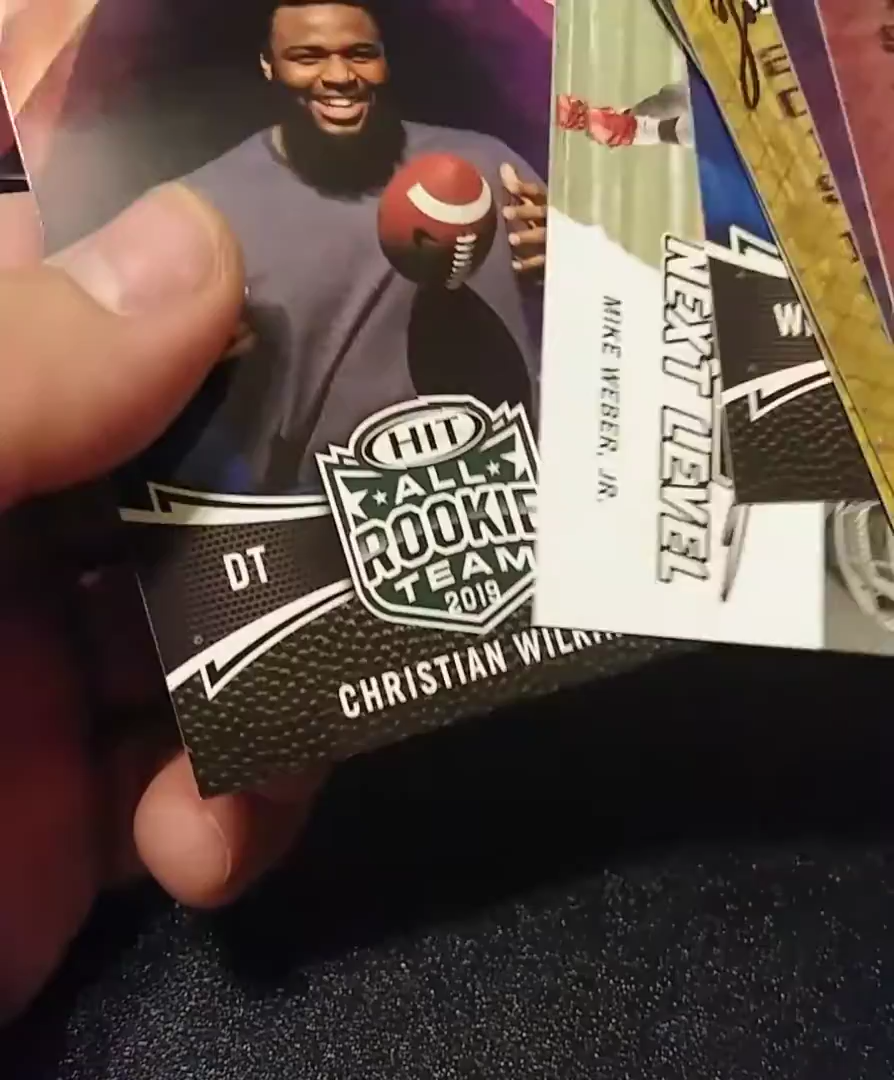 HIT
ALL
ROOKIE
TEAM
2019
DT
CHRISTIAN
MIKE WEBER, JR.
NEXT LEVEL